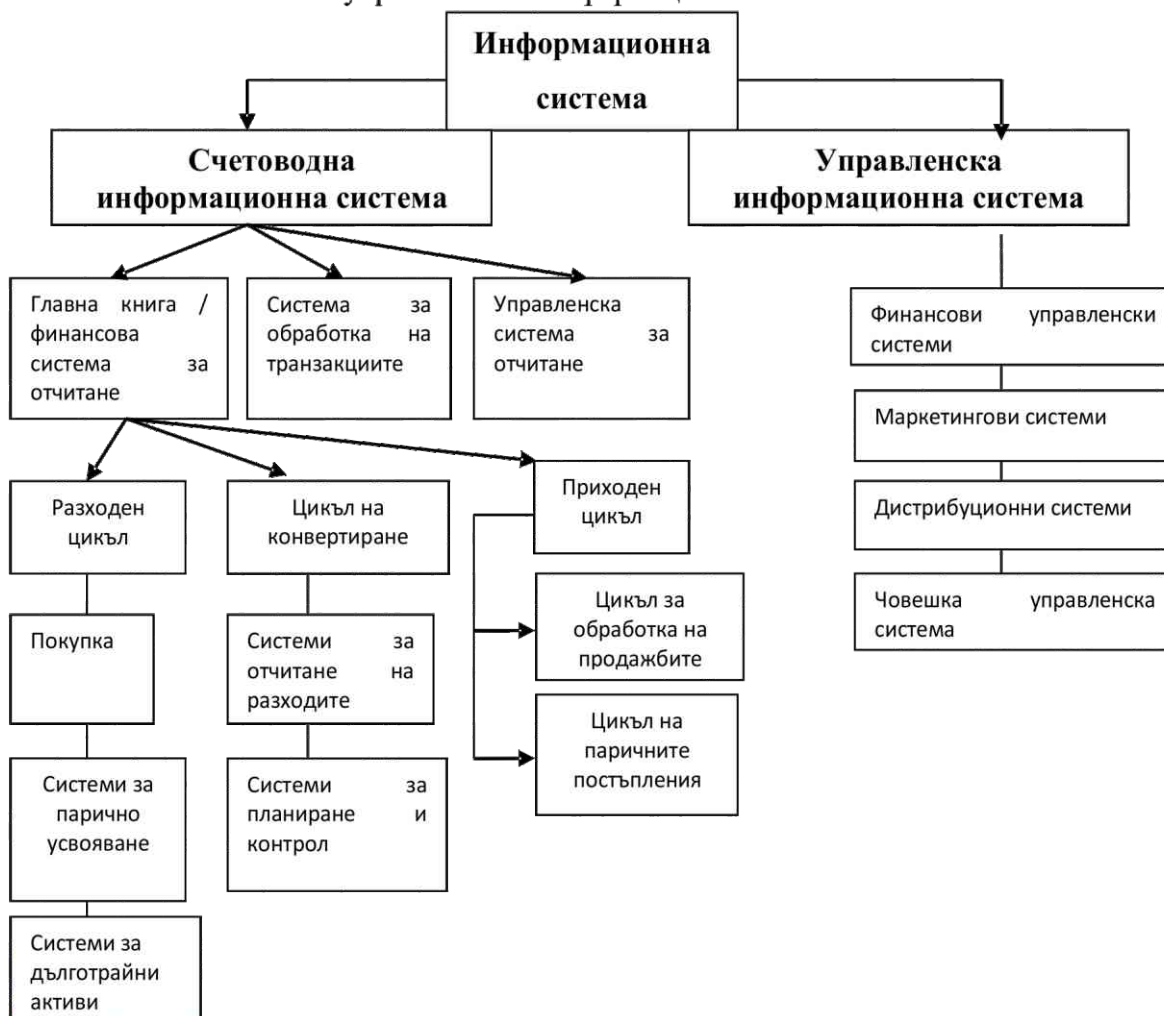 Информационна
система
Счетоводна
информационна система
Управленска
информационна система
Главна книга /
финансова
система за
отчитане
Система за
обработка на
транзакциите
Управленска
система за
отчитане
Финансови управленски
системи
Маркетингови системи
Дистрибуционни системи
Човешка управленска
система
Разходен
цикъл
Цикъл на
конвертиране
Приходен
цикъл
Покупка
Системи за
отчитане на
разходите
Цикъл за
обработка на
продажбите
Системи за
парично
усвояване
Системи за
планиране и
контрол
Цикъл на
паричните
постъпления
Системи за
дълготрайни
активи